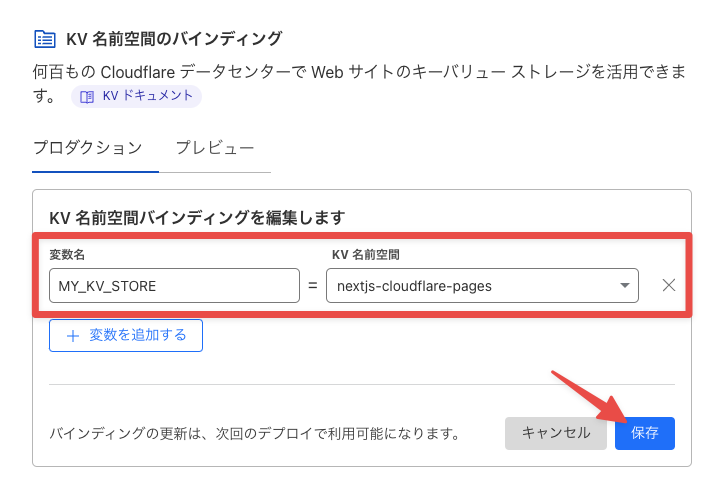 KV 名前空間のバインディング
何百もの Cloudflare データセンターで Web サイトのキーバリュー ストレージを活用できま
す。 KV ドキュメント
プロダクション プレビュー
KV 名前空間バインディングを編集します
変数名 KV 名前空間
MY_KV_STORE = nextjs-cloudflare-pages
+ 変数を追加する
バインディングの更新は、次回のデプロイで利用可能になります。 キャンセル 保存